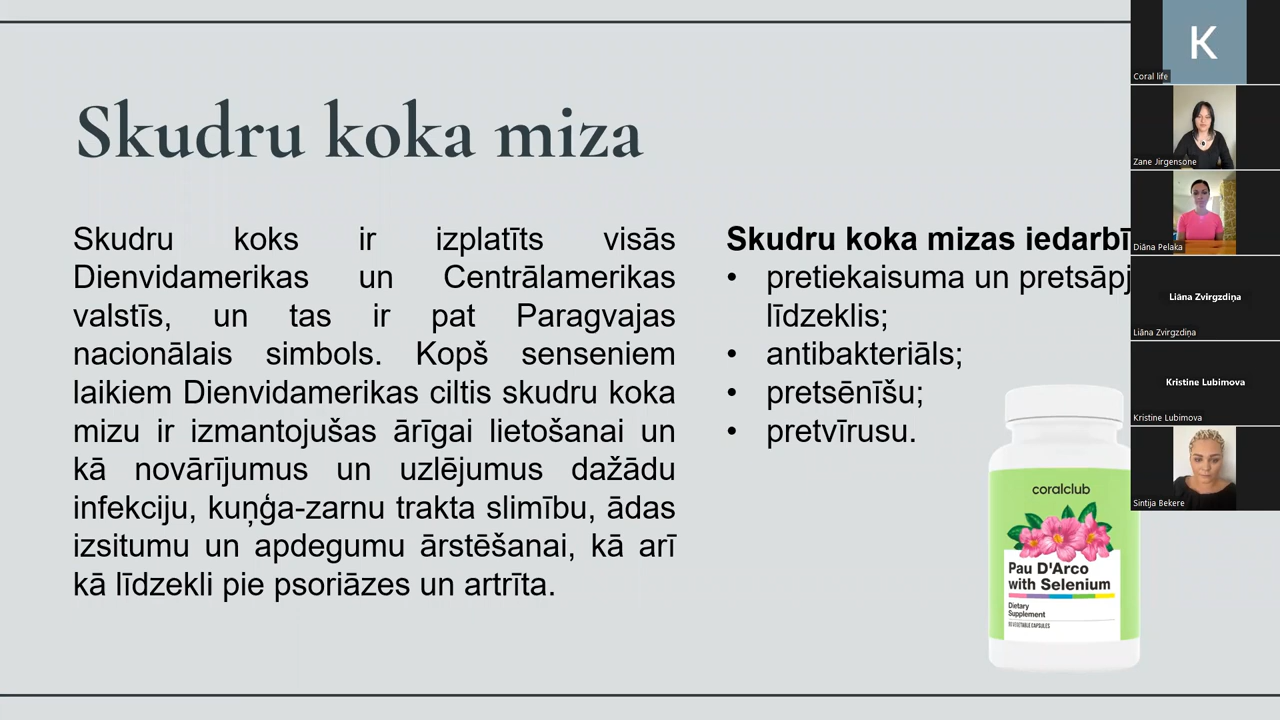 Skudru koka miza
Skudru koks ir izplatīts visās
Dienvidamerikas un Centrālamerikas
valstīs, un tas ir pat Paragvajas
nacionālais simbols. Kopš senseniem
laikiem Dienvidamerikas ciltis skudru koka
mizu ir izmantojušas ārīgai lietošanai un
kā novārījumus un uzlējumus dažādu
infekciju, kuņģa-zarnu trakta slimību, ādas
izsitumu un apdegumu ārstēšanai, kā arī
kā līdzekli pie psoriāzes un artrīta.
Skudru koka mizas iedarbī
• pretiekaisuma un pretsāpj
līdzeklis;
• antibakteriāls;
• pretsēnīšu;
• pretvīrusu.
coralclub
Pau D'Arco
with Selenium
Dietary
Supplement
K
Coral life
Zane Jirgensone
Diāna Pelaka
Liāna Zvirgzdiņa
Liāna Zvirgzdiņa
Kristine Lubimova
Kristine Lubimova
Sintija Bekere